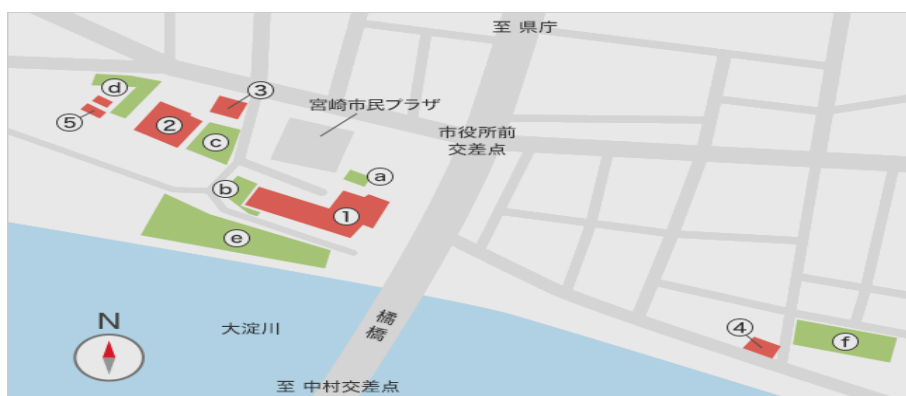 至 県庁
ⓓ
③
宮崎市民プラザ
⑤
②
ⓒ
市役所前
交差点
ⓐ
ⓑ
①
ⓔ
N
大淀川
橘橋
④
ⓕ
至 中村交差点